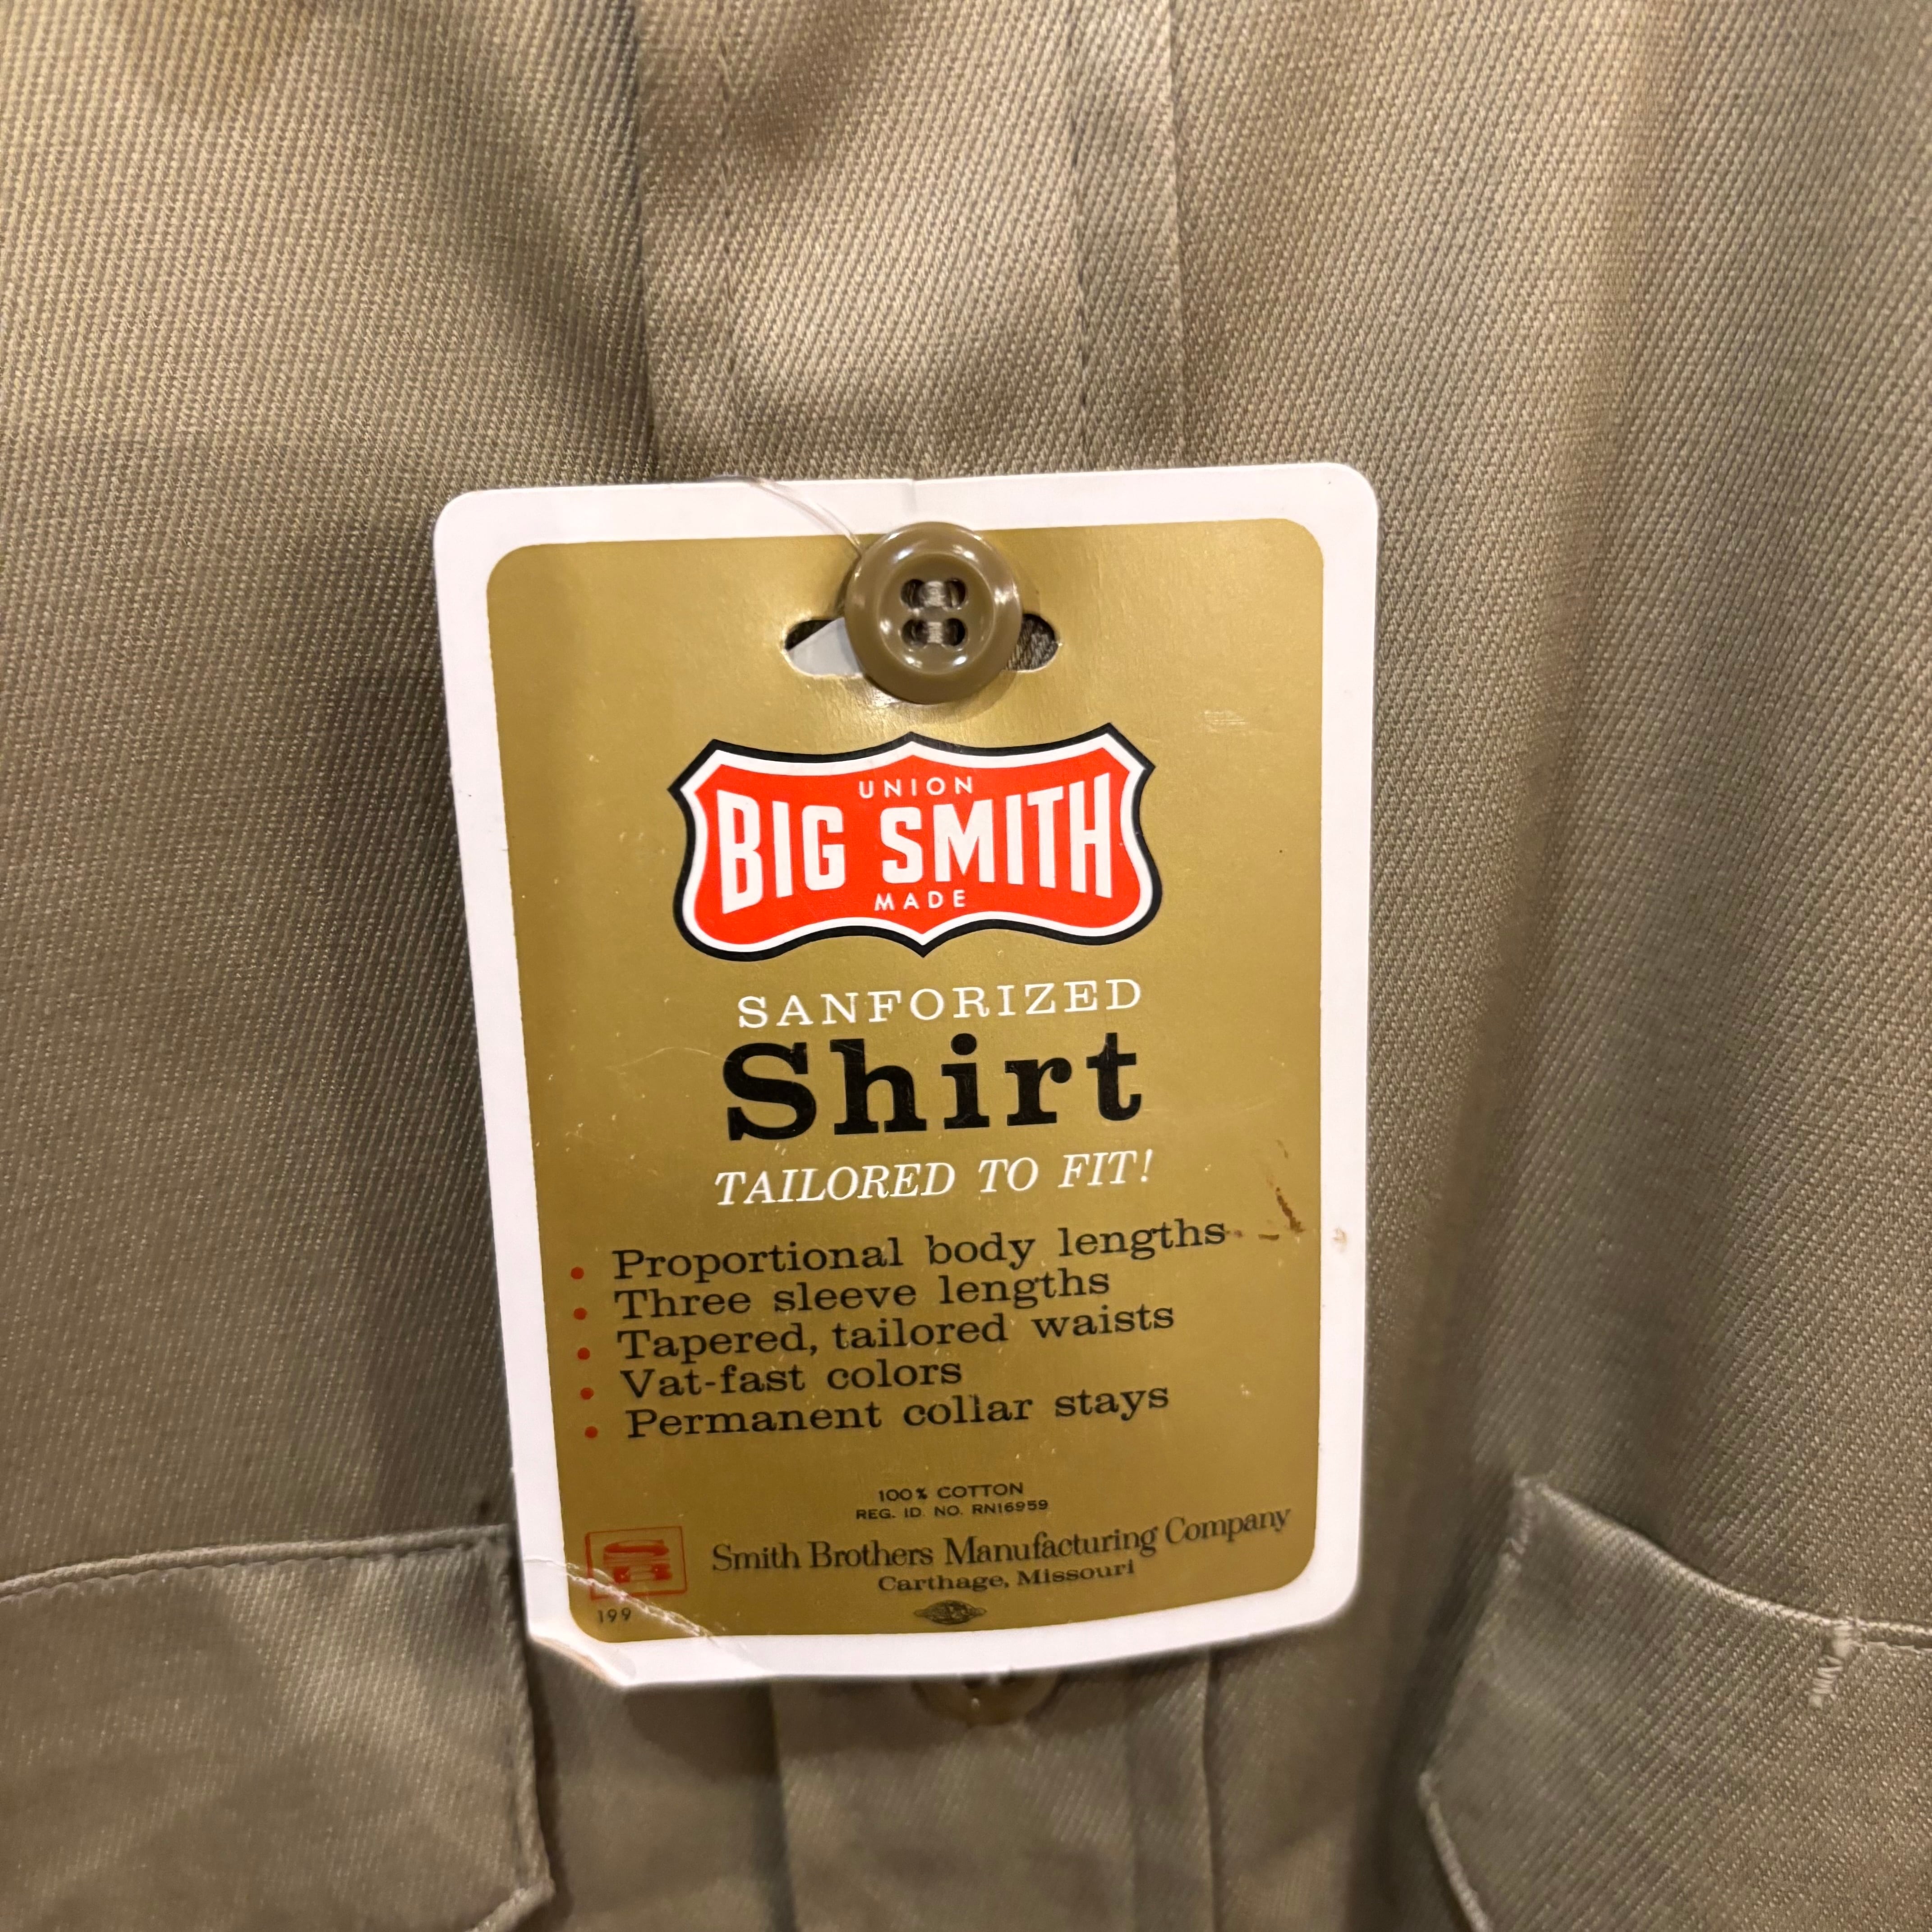 UNION
BIG SMITH
MADE
SANFORIZED
Shirt
TAILORED TO FIT!
• Proportional body lengths
• Three sleeve lengths
• Tapered, tailored waists
• Vat-fast colors
• Permanent collar stays
100% COTTON
REG. ID. NO. RN16959
Smith Brothers Manufacturing Company
Carthage, Missouri
199